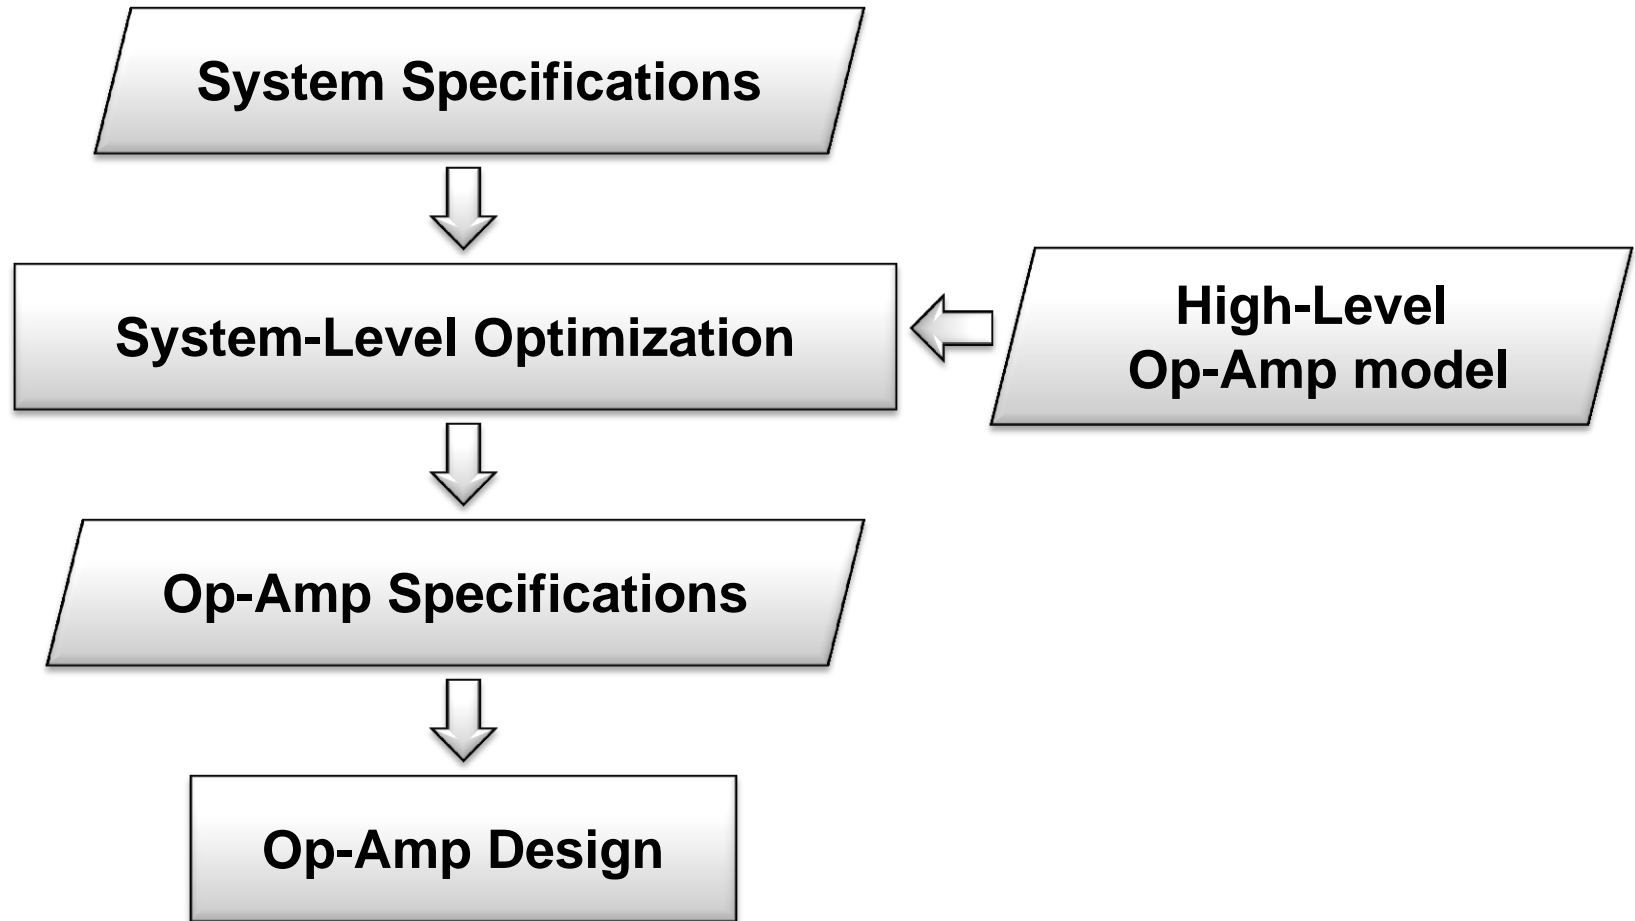 System Specifications
System-Level Optimization
High-Level
Op-Amp model
Op-Amp Specifications
Op-Amp Design